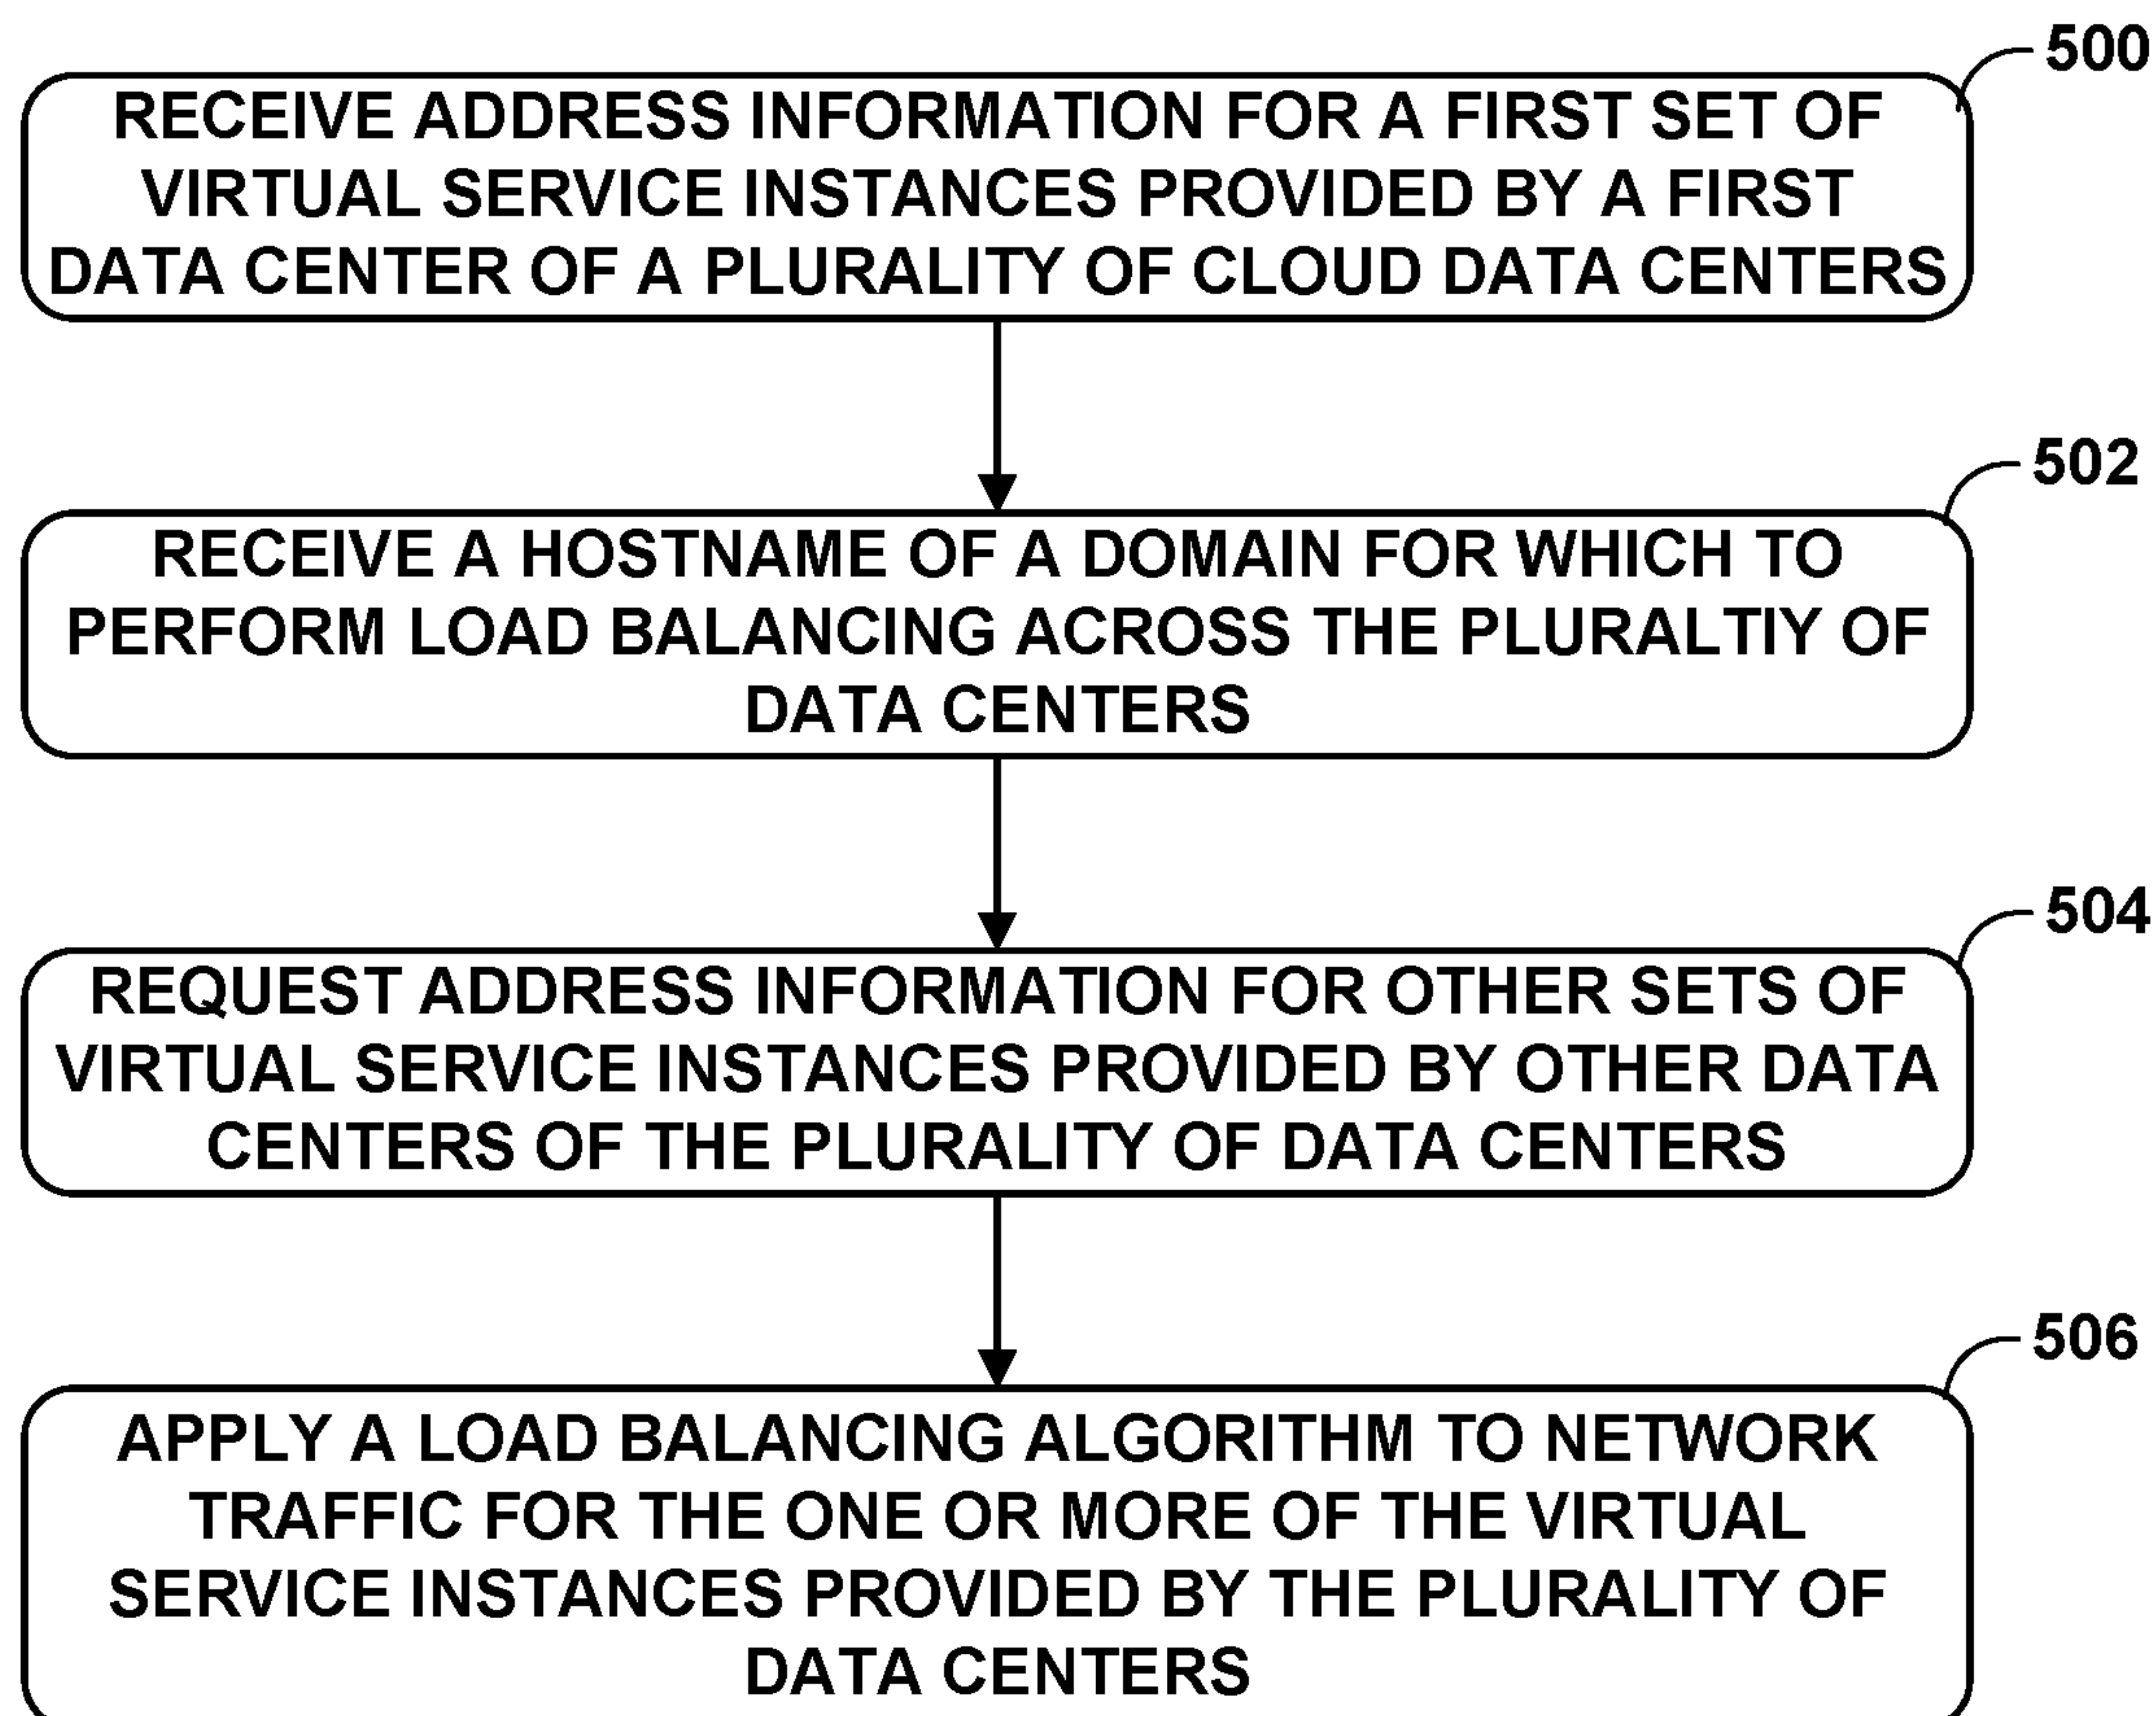 500
RECEIVE ADDRESS INFORMATION FOR A FIRST SET OF
VIRTUAL SERVICE INSTANCES PROVIDED BY A FIRST
DATA CENTER OF A PLURALITY OF CLOUD DATA CENTERS
502
RECEIVE A HOSTNAME OF A DOMAIN FOR WHICH TO
PERFORM LOAD BALANCING ACROSS THE PLURALTIY OF
DATA CENTERS
504
REQUEST ADDRESS INFORMATION FOR OTHER SETS OF
VIRTUAL SERVICE INSTANCES PROVIDED BY OTHER DATA
CENTERS OF THE PLURALITY OF DATA CENTERS
506
APPLY A LOAD BALANCING ALGORITHM TO NETWORK
TRAFFIC FOR THE ONE OR MORE OF THE VIRTUAL
SERVICE INSTANCES PROVIDED BY THE PLURALITY OF
DATA CENTERS